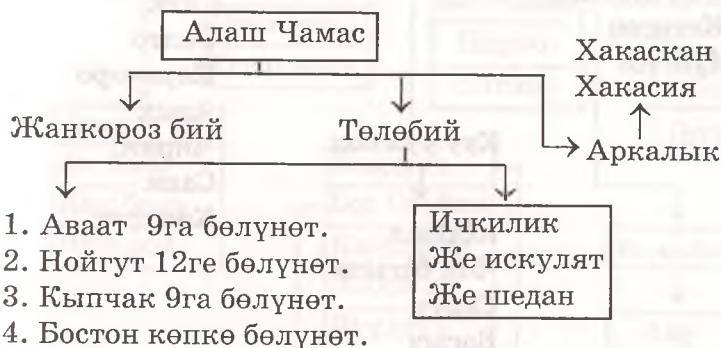 Алаш Чамас
Хакаскан
Хакасия
Жанкороз бий
Төлөбий
Аркалык
1. Аваат 9га бөлүнөт.
2. Нойгут 12ге бөлүнөт.
3. Кыпчак 9га бөлүнөт.
4. Бостон көпкө бөлүнөт.
Ичкилик
Же искулят
Же шедан